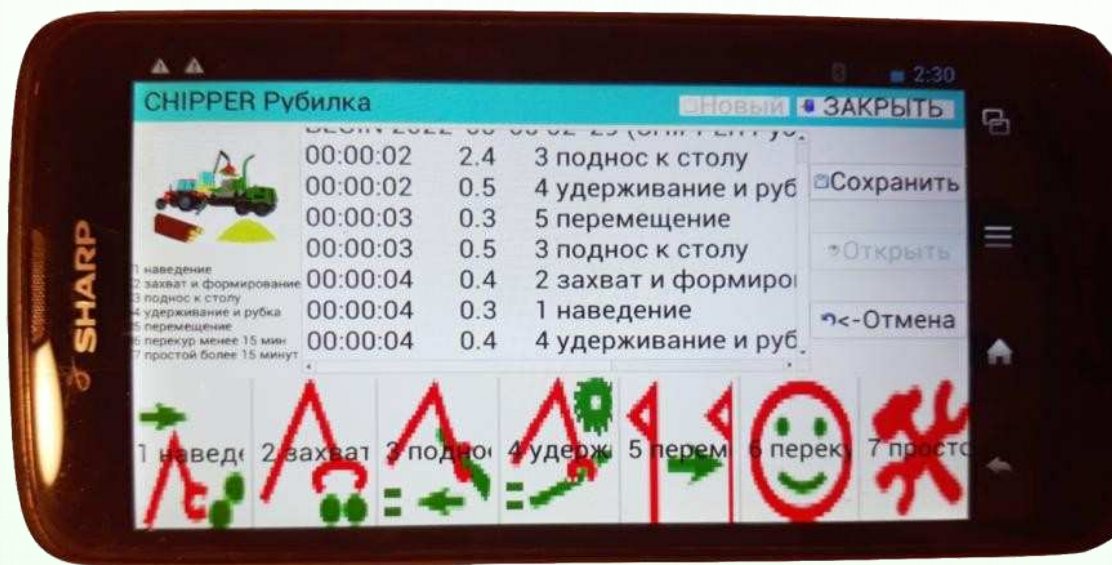 2:30
CHIPPER Рубилка
Новый
ЗАКРЫТЬ
00:00:02 2.4 3 поднос к столу
00:00:02 0.5 4 удерживание и руб
00:00:03 0.3 5 перемещение
00:00:03 0.5 3 поднос к столу
00:00:04 0.4 2 захват и формиро
00:00:04 0.3 1 наведение
00:00:04 0.4 4 удерживание и руб
Сохранить
Открыть
<-Отмена
1 наведение
2 захват и формирование
3 поднос к столу
4 удерживание и рубка
5 перемещение
6 перекур менее 15 мин
7 простой более 15 минут
1 наведе
2 захват
3 поднос
4 удержи
5 перем
6 переку
7 просто
SHARP